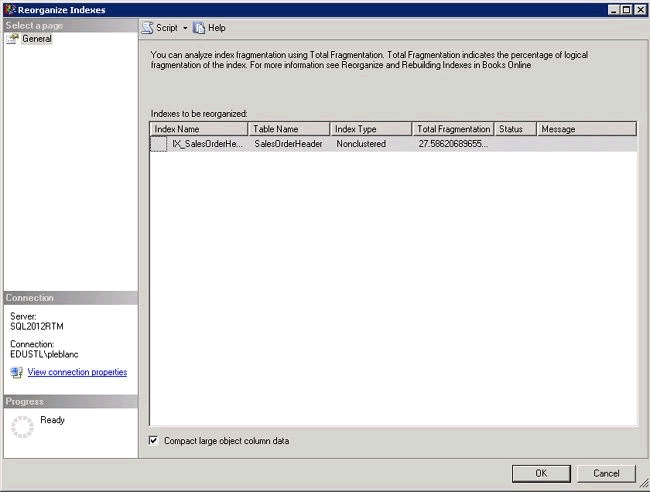 Reorganize Indexes
Select a page
General
Script
Help
You can analyze index fragmentation using Total Fragmentation. Total Fragmentation indicates the percentage of logical
fragmentation of the index. For more information see Reorganize and Rebuilding Indexes in Books Online
Indexes to be reorganized:
Index Name Table Name Index Type Total Fragmentation Status Message
IX_SalesOrderHe... SalesOrderHeader Nonclustered 27.58620689655...
Connection
Server:
SQL2012RTM
Connection:
EDUSTL\pleblanc
View connection properties
Progress
Ready
Compact large object column data
OK
Cancel